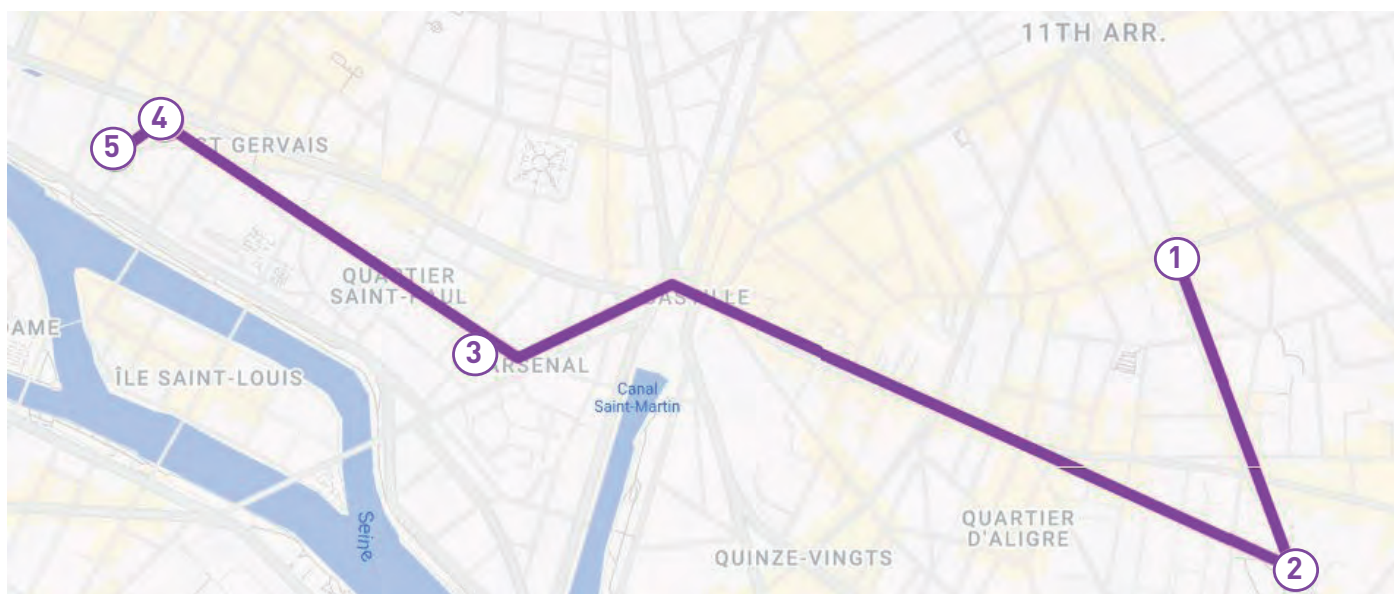 11TH ARR.
4
5
ST GERVAIS
1
QUARTIER
SAINT-PAUL
BASTILLE
AME
3
ARSENAL
ÎLE SAINT-LOUIS
Canal
Saint-Martin
Seine
QUARTIER
D'ALIGRE
QUINZE-VINGTS
2